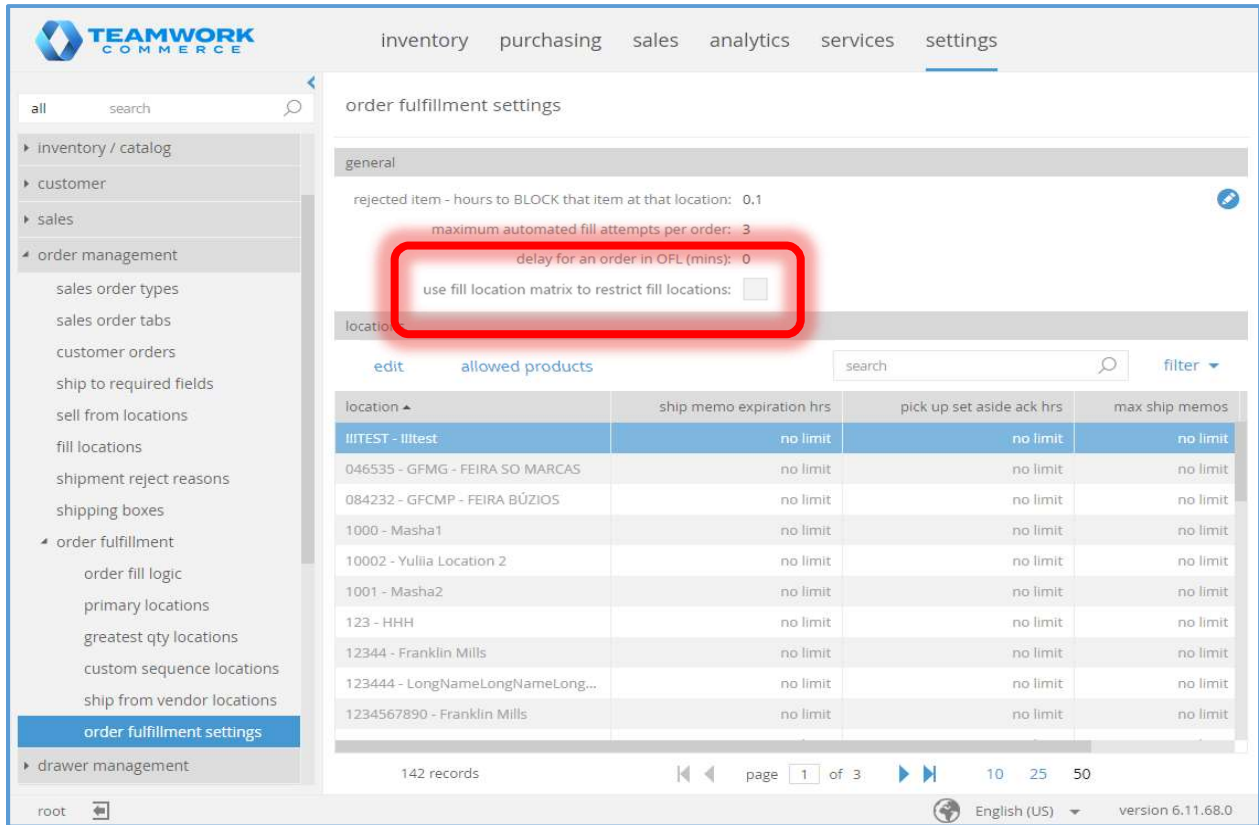 TEAMWORK
COMMERCE
inventory purchasing sales analytics services settings
all search
inventory / catalog
customer
sales
order management
sales order types
sales order tabs
customer orders
ship to required fields
sell from locations
fill locations
shipment reject reasons
shipping boxes
order fulfillment
order fill logic
primary locations
greatest qty locations
custom sequence locations
ship from vendor locations
order fulfillment settings
drawer management
order fulfillment settings
general
rejected item - hours to BLOCK that item at that location: 0.1
maximum automated fill attempts per order: 3
delay for an order in OFL (mins): 0
use fill location matrix to restrict fill locations:
locations
edit allowed products search filter
location ship memo expiration hrs pick up set aside ack hrs max ship memos
no limit no limit no limit
046535 - GFMG - FEIRA SO MARCAS no limit no limit no limit
084232 - GFCMP - FEIRA BÚZIOS no limit no limit no limit
1000 - Masha1 no limit no limit no limit
10002 - Yuliia Location 2 no limit no limit no limit
1001 - Masha2 no limit no limit no limit
123 - HHH no limit no limit no limit
12344 - Franklin Mills no limit no limit no limit
123444 - LongNameLongNameLong... no limit no limit no limit
1234567890 - Franklin Mills no limit no limit no limit
142 records page 1 of 3 10 25 50
root English (US) version 6.11.68.0